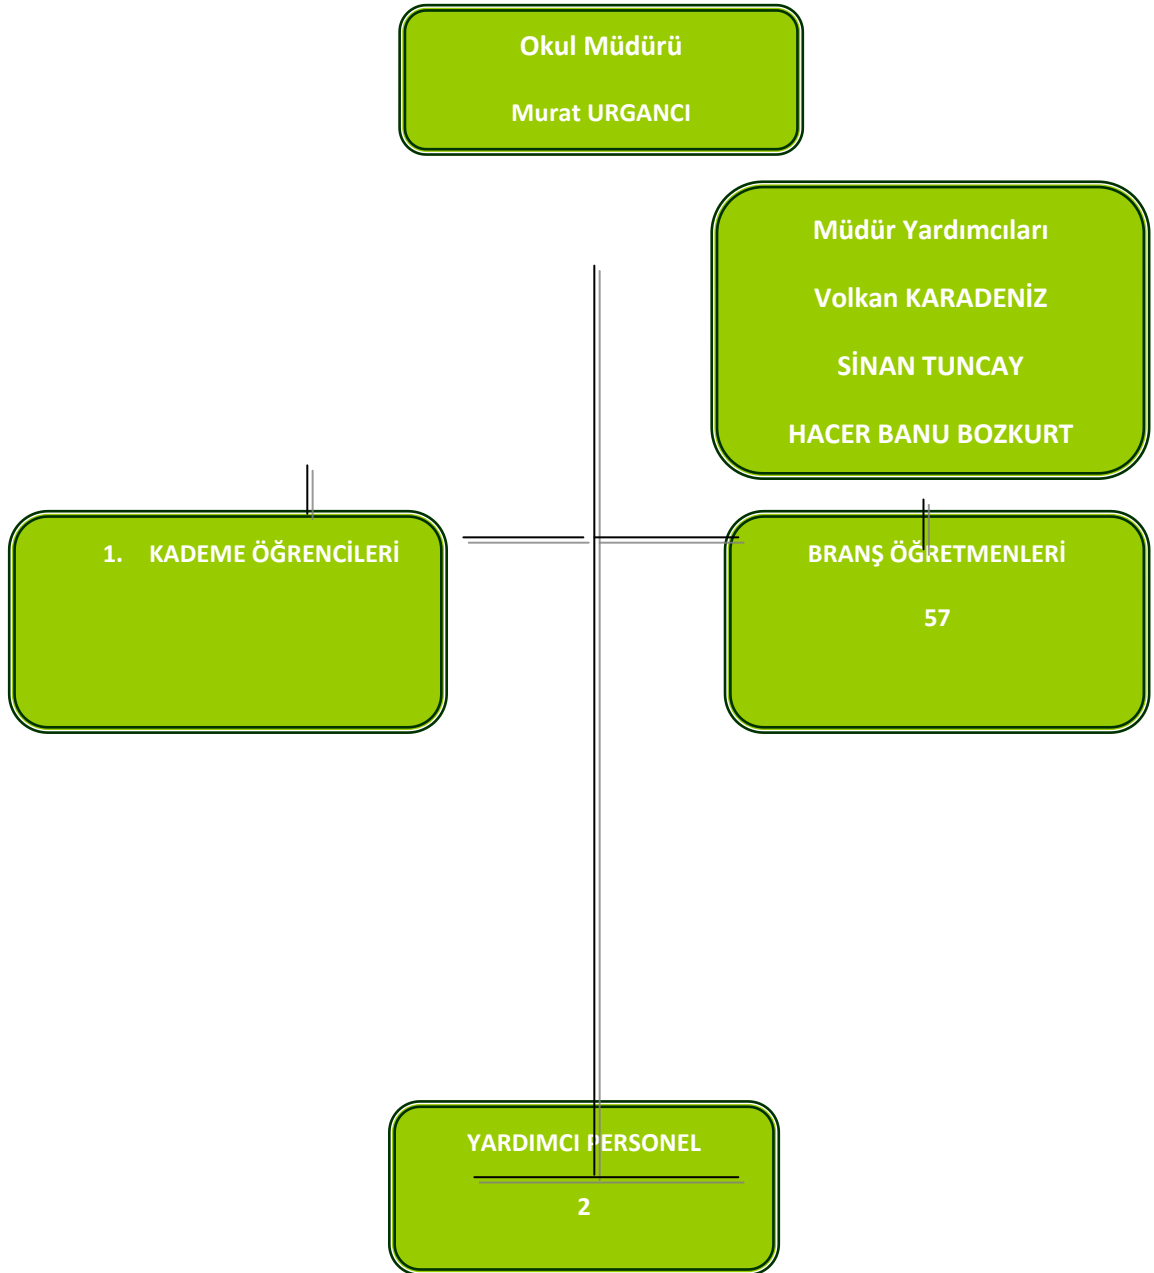 Okul Müdürü
Murat URGANCI
Müdür Yardımcıları
Volkan KARADENİZ
SİNAN TUNCAY
HACER BANU BOZKURT
1. KADEME ÖĞRENCİLERİ
BRANŞ ÖĞRETMENLERİ
57
YARDIMCI PERSONEL
2